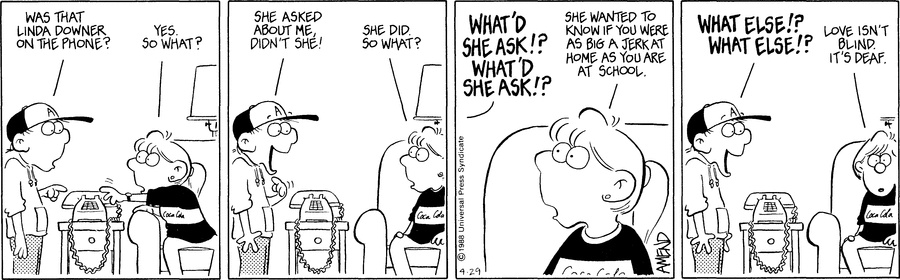 WAS THAT
LINDA DOWNER
ON THE PHONE?
YES.
SO WHAT?
A
Coca Cola
SHE ASKED
ABOUT ME,
DIDN'T SHE!
SHE DID.
SO WHAT?
A
Coca Cola
WHAT'D
SHE ASK!?
WHAT'D
SHE ASK!?
SHE WANTED TO
KNOW IF YOU WERE
AS BIG A JERK AT
HOME AS YOU ARE
AT SCHOOL.
© 1988 Universal Press Syndicate
4-29
Coca Cola
AMEND
WHAT ELSE!?
WHAT ELSE!?
LOVE ISN'T
BLIND.
IT'S DEAF.
A
Coca Cola